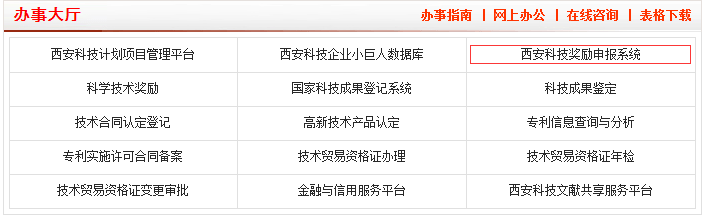 办事大厅 办事指南 | 网上办公 | 在线咨询 | 表格下载
西安科技计划项目管理平台 西安科技企业小巨人数据库 西安科技奖励申报系统
科学技术奖励 国家科技成果登记系统 科技成果鉴定
技术合同认定登记 高新技术产品认定 专利信息查询与分析
专利实施许可合同备案 技术贸易资格证办理 技术贸易资格证年检
技术贸易资格证变更审批 金融与信用服务平台 西安科技文献共享服务平台